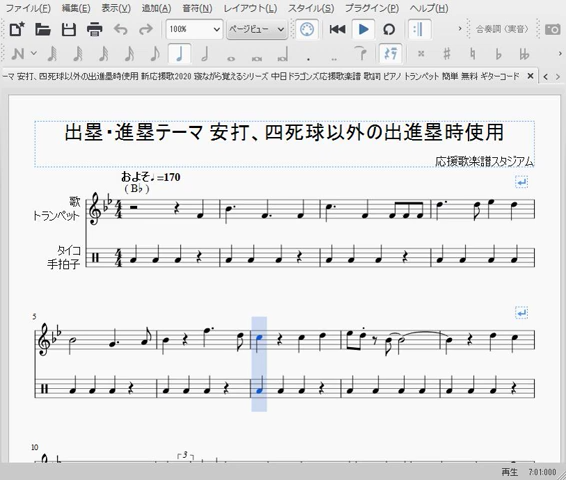 ファイル(F) 編集(E) 表示(V) 追加(A) 音符(N) レイアウト(L) スタイル(S) プラグイン(P) ヘルプ(H)
100% ページビュー 合奏調(実音)
ーマ 安打、四死球以外の出進塁時使用 新応援歌2020 寝ながら覚えるシリーズ 中日ドラゴンズ応援歌楽譜 歌詞 ピアノ トランペット 簡単 無料 ギターコード
出塁・進塁テーマ 安打、四死球以外の出進塁時使用
応援歌楽譜スタジアム
およそ♩=170
(B♭)
歌
トランペット
タイコ
手拍子
5
10
3
再生 7:01:000